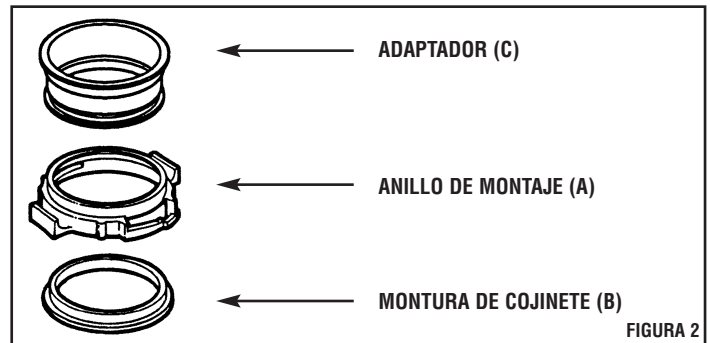 ADAPTADOR (C)
ANILLO DE MONTAJE (A)
MONTURA DE COJINETE (B)
FIGURA 2